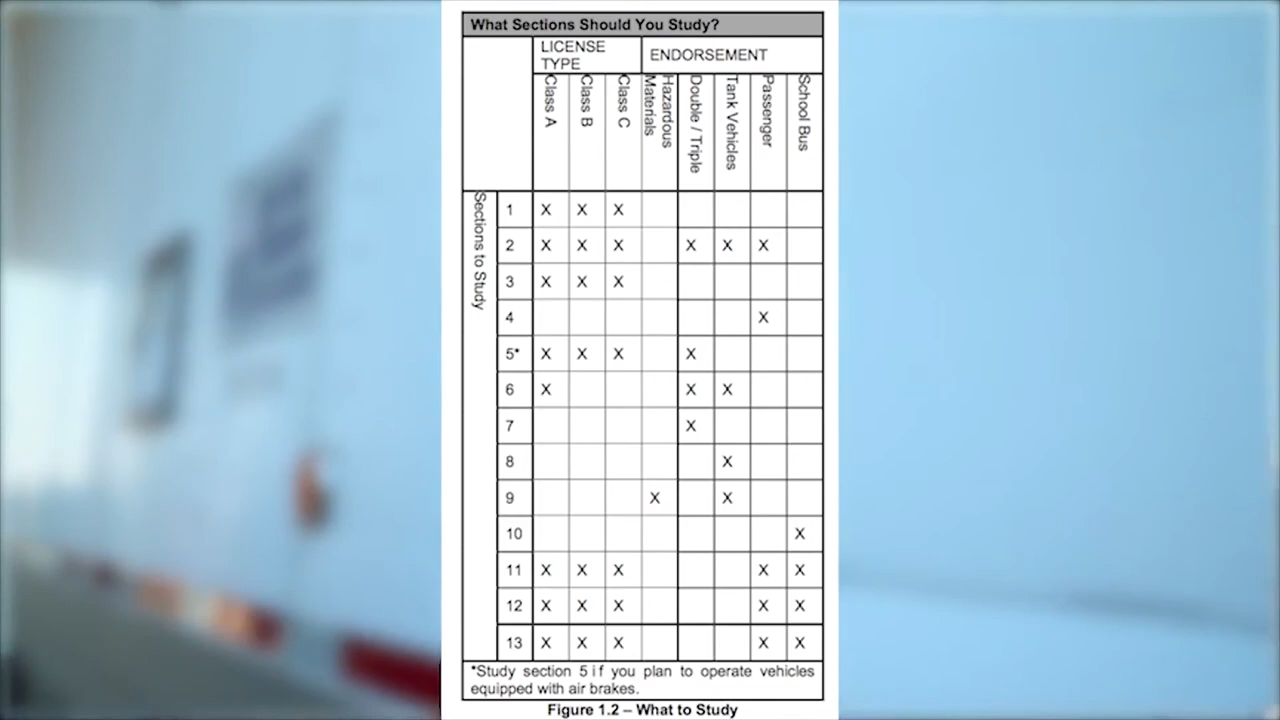 What Sections Should You Study?
LICENSE
TYPE
ENDORSEMENT
Class A
Class B
Class C
Hazardous
Materials
Double / Triple
Tank Vehicles
Passenger
School Bus
Sections to Study
1 X X X
2 X X X X X X
3 X X X
4 X
5* X X X X
6 X X X
7 X
8 X
9 X X
10 X
11 X X X X X
12 X X X X X
13 X X X X X
*Study section 5 if you plan to operate vehicles
equipped with air brakes.
Figure 1.2 – What to Study